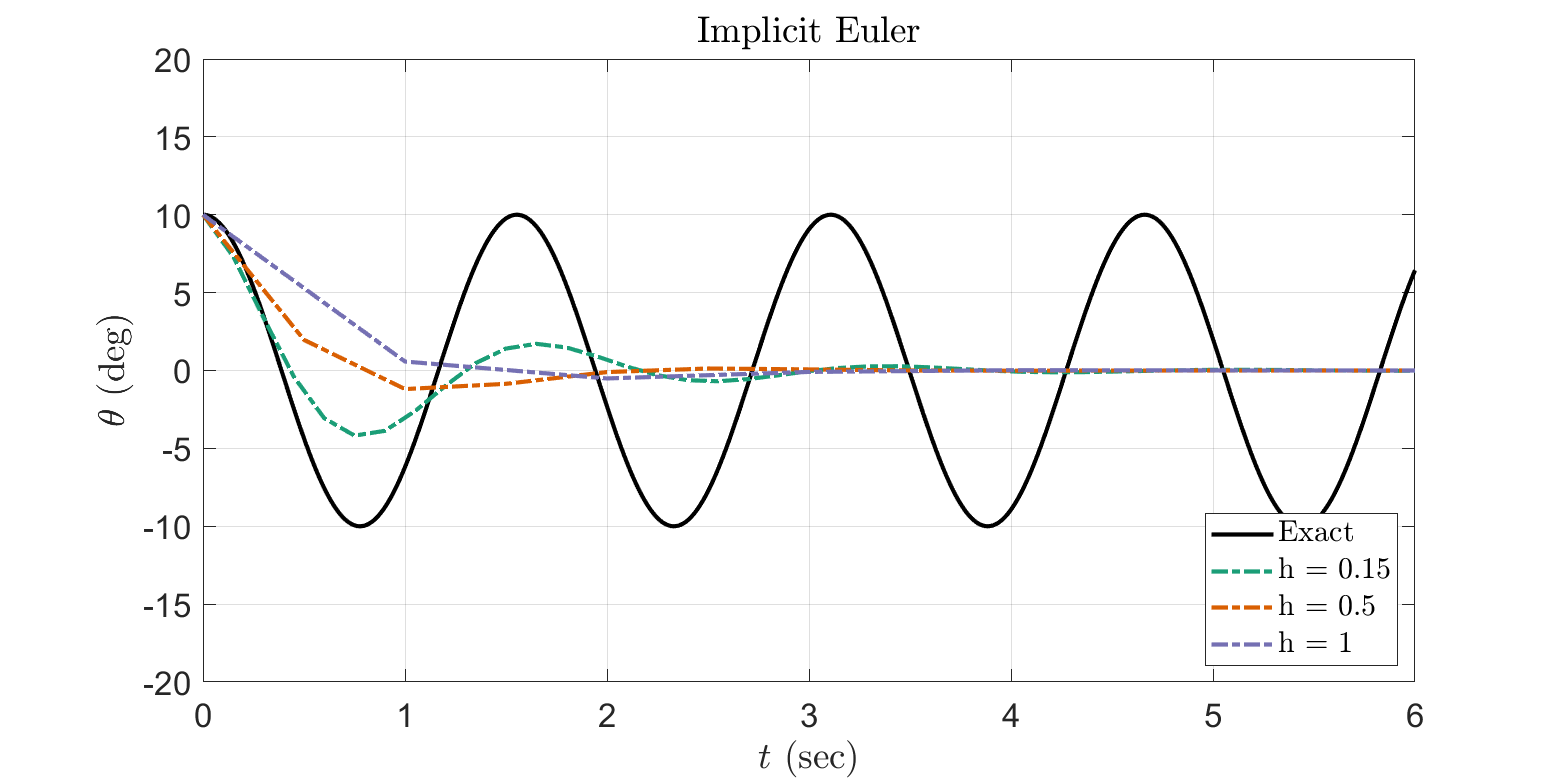 Implicit Euler
20
15
10
5
0
-5
-10
-15
-20
θ (deg)
0 1 2 3 4 5 6
t (sec)
Exact
h = 0.15
h = 0.5
h = 1